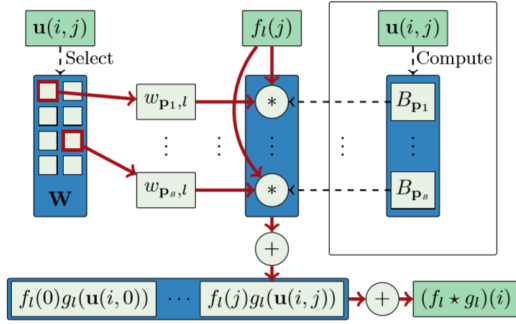 u(i, j) f_l(j) u(i, j)
Select Compute
w_{p_1,l} * B_{p_1}
⋮ ⋮ ⋮ ⋮ ⋮
w_{p_s,l} * B_{p_s}
W
+
f_l(0)g_l(u(i, 0)) ⋯ f_l(j)g_l(u(i, j)) + (f_l ⋆ g_l)(i)